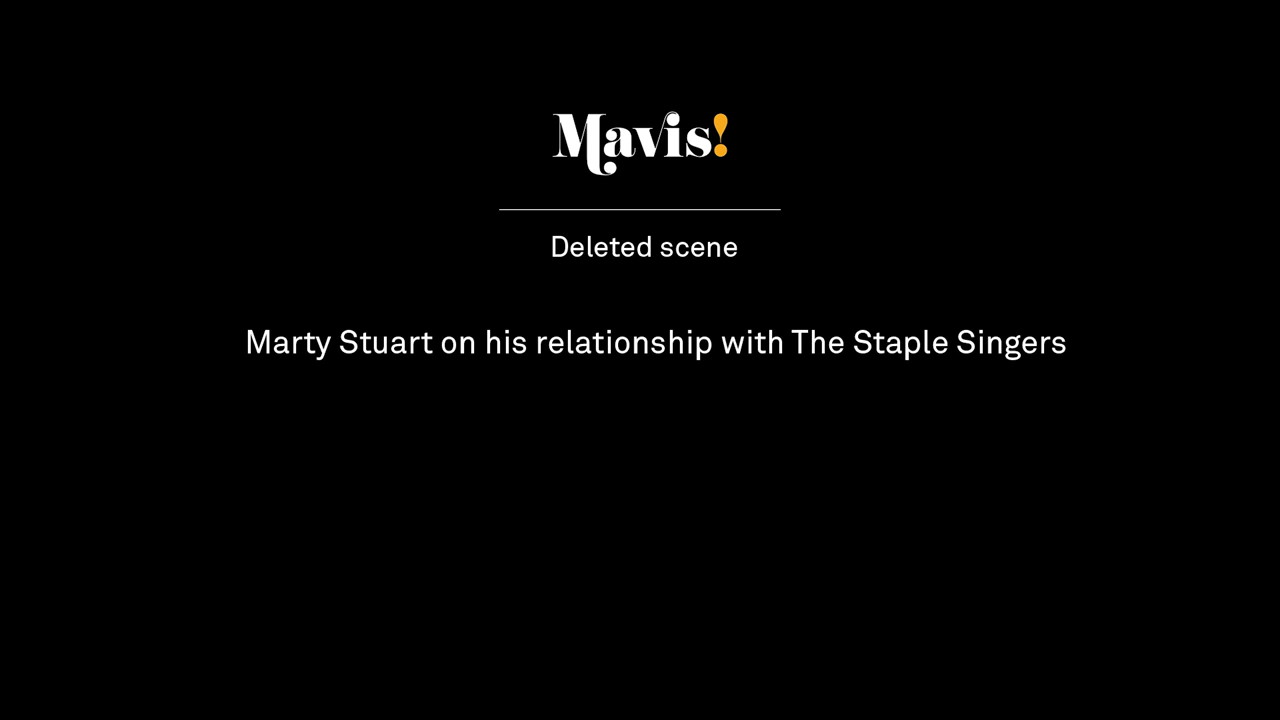 Mavis!
Deleted scene
Marty Stuart on his relationship with The Staple Singers